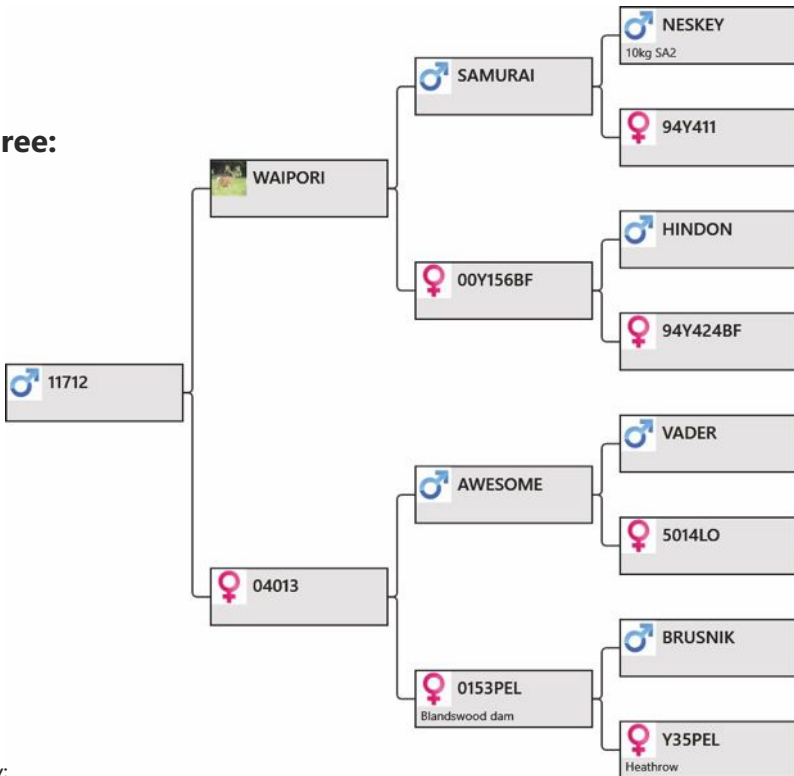 NESKEY
10kg SA2
SAMURAI
94Y411
ree:
WAIPORI
HINDON
00Y156BF
94Y424BF
11712
VADER
AWESOME
5014LO
04013
BRUSNIK
0153PEL
Blandswood dam
Y35PEL
Heathrow